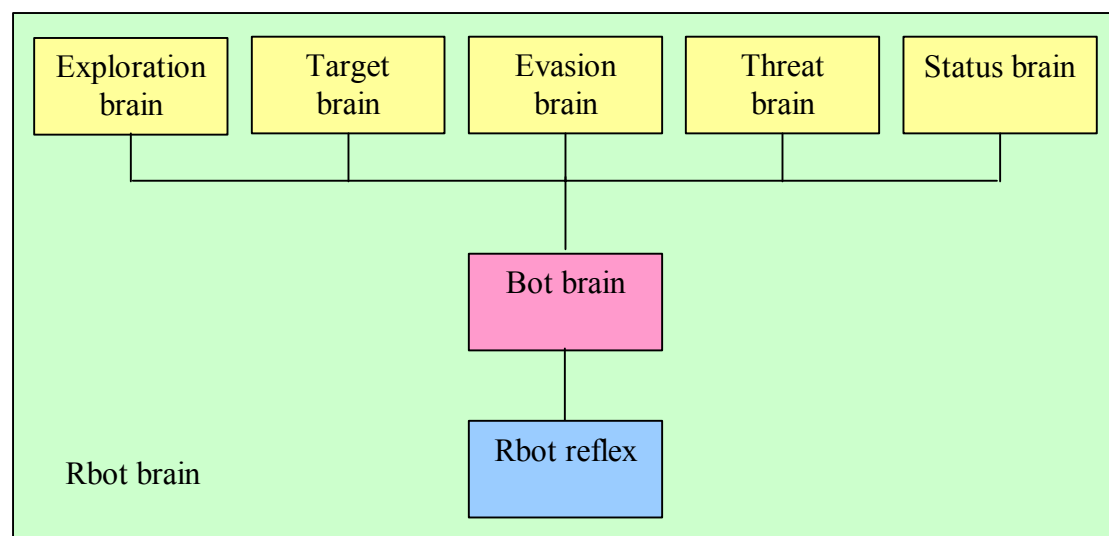 Exploration
brain
Target
brain
Evasion
brain
Threat
brain
Status brain
Bot brain
Rbot reflex
Rbot brain